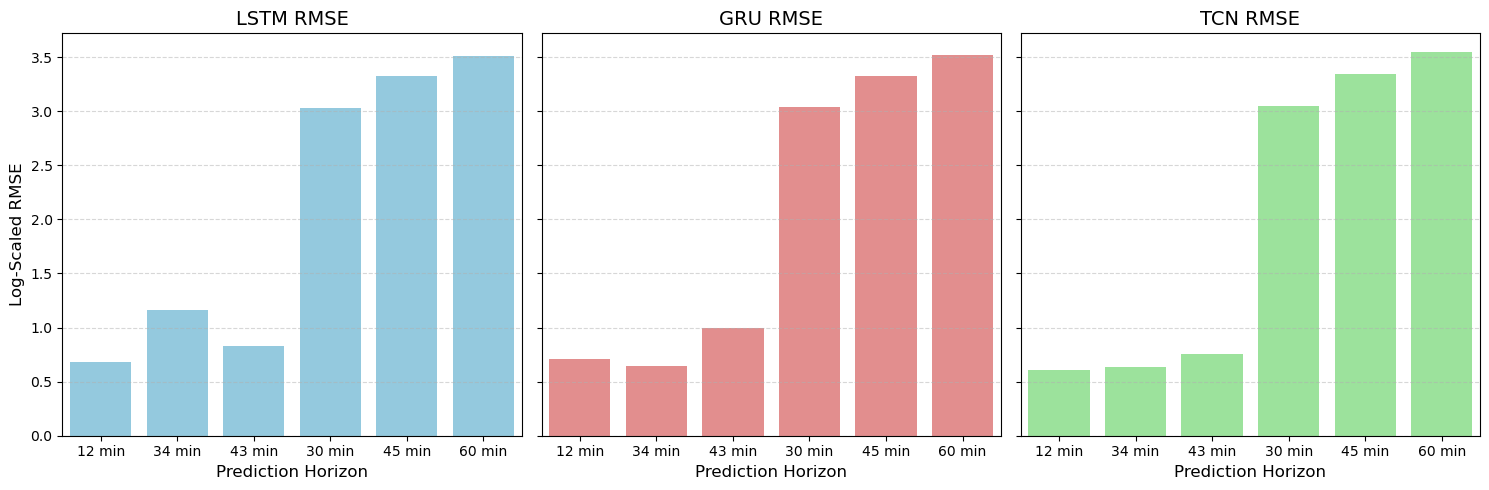 LSTM RMSE
GRU RMSE
TCN RMSE
Log-Scaled RMSE
3.5
3.0
2.5
2.0
1.5
1.0
0.5
0.0
12 min 34 min 43 min 30 min 45 min 60 min
12 min 34 min 43 min 30 min 45 min 60 min
12 min 34 min 43 min 30 min 45 min 60 min
Prediction Horizon
Prediction Horizon
Prediction Horizon